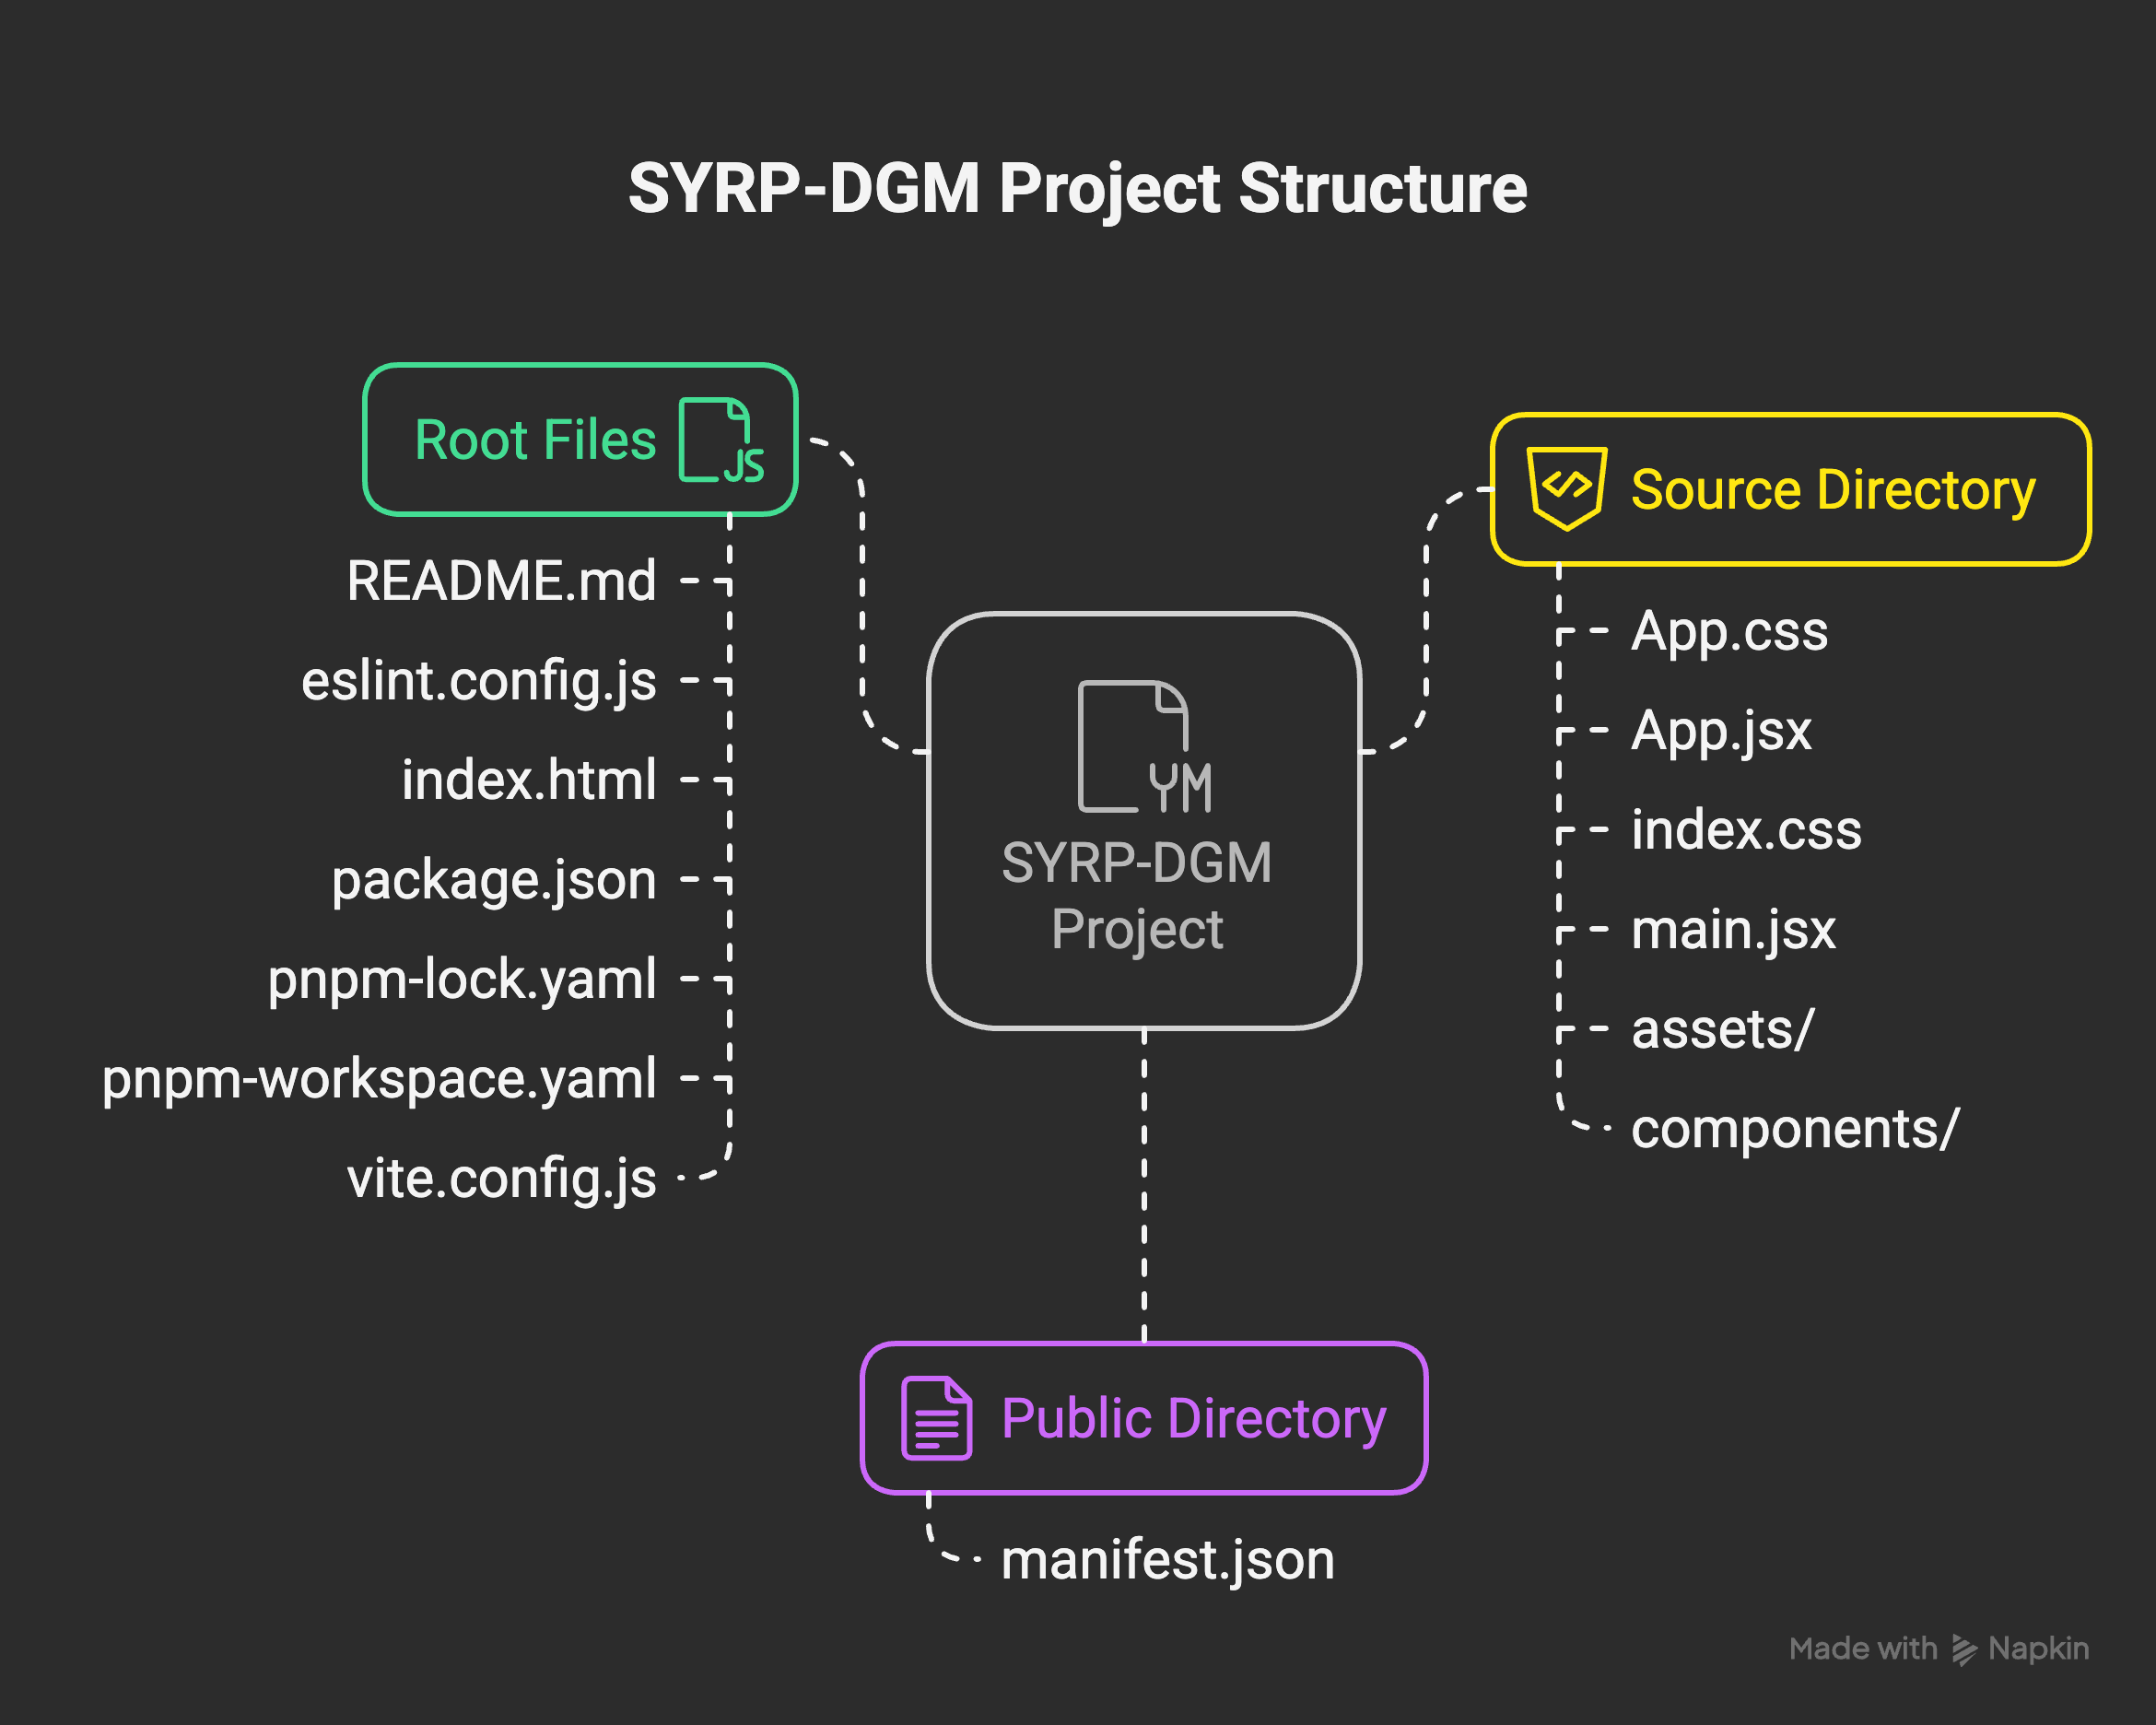 SYRP-DGM Project Structure
Root Files
JS
README.md
eslint.config.js
index.html
package.json
pnpm-lock.yaml
pnpm-workspace.yaml
vite.config.js
YM
SYRP-DGM
Project
Source Directory
App.css
App.jsx
index.css
main.jsx
assets/
components/
Public Directory
manifest.json
Made with Napkin